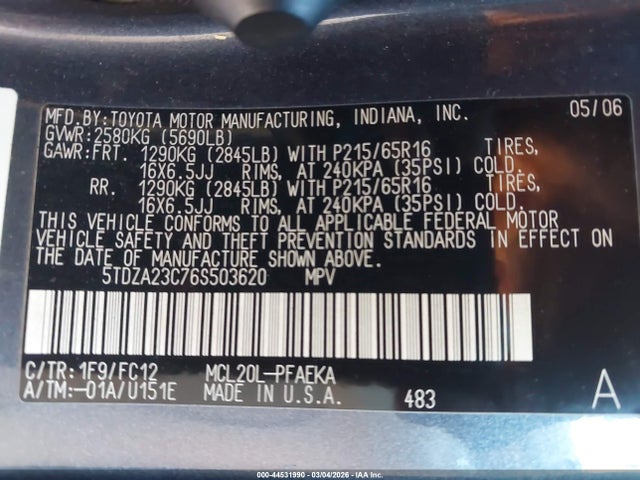 MFD.BY:TOYOTA MOTOR MANUFACTURING, INDIANA, INC. 05/06
GVWR:2580KG (5690LB)
GAWR:FRT. 1290KG (2845LB) WITH P215/65R16 TIRES,
16X6.5JJ RIMS, AT 240KPA (35PSI) COLD.
RR. 1290KG (2845LB) WITH P215/65R16 TIRES,
16X6.5JJ RIMS, AT 240KPA (35PSI) COLD.
THIS VEHICLE CONFORMS TO ALL APPLICABLE FEDERAL MOTOR
VEHICLE SAFETY AND THEFT PREVENTION STANDARDS IN EFFECT ON
THE DATE OF MANUFACTURE SHOWN ABOVE.
5TDZA23C76S503620 MPV
C/TR:1F9/FC12 MCL20L-PFAEKA
A/TM:-01A/U151E MADE IN U.S.A. 483 A
000-44531990 - 03/04/2026 - IAA Inc.